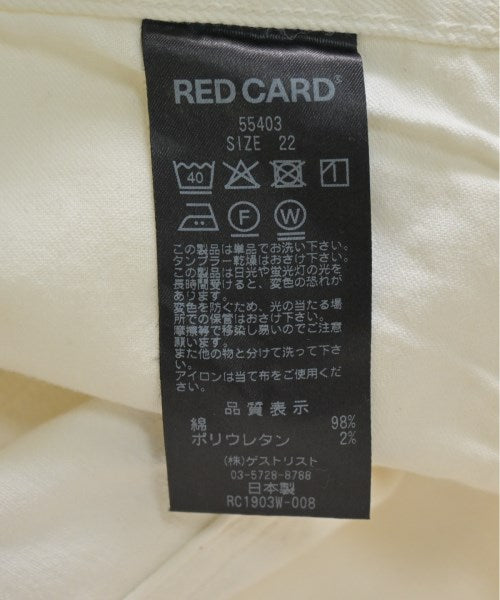 RED CARD³
55403
SIZE 22
40
F W
この製品は単品でお洗い下さい。
タンブラー乾燥はおさけ下さい。
この製品は日光や蛍光灯の光を
長時間受けると、変色の恐れが
あります。
変色を防ぐため、光の当たる場
所での保管はおさけ下さい。
摩擦等で移染し易いのでご注意
願います。
また他の物と分けて洗って下さ
い。
アイロンは当て布をご使用くだ
さい。
品質表示
綿 98%
ポリウレタン 2%
(株)ゲストリスト
03-5728-8788
日本製
RC1903W-008